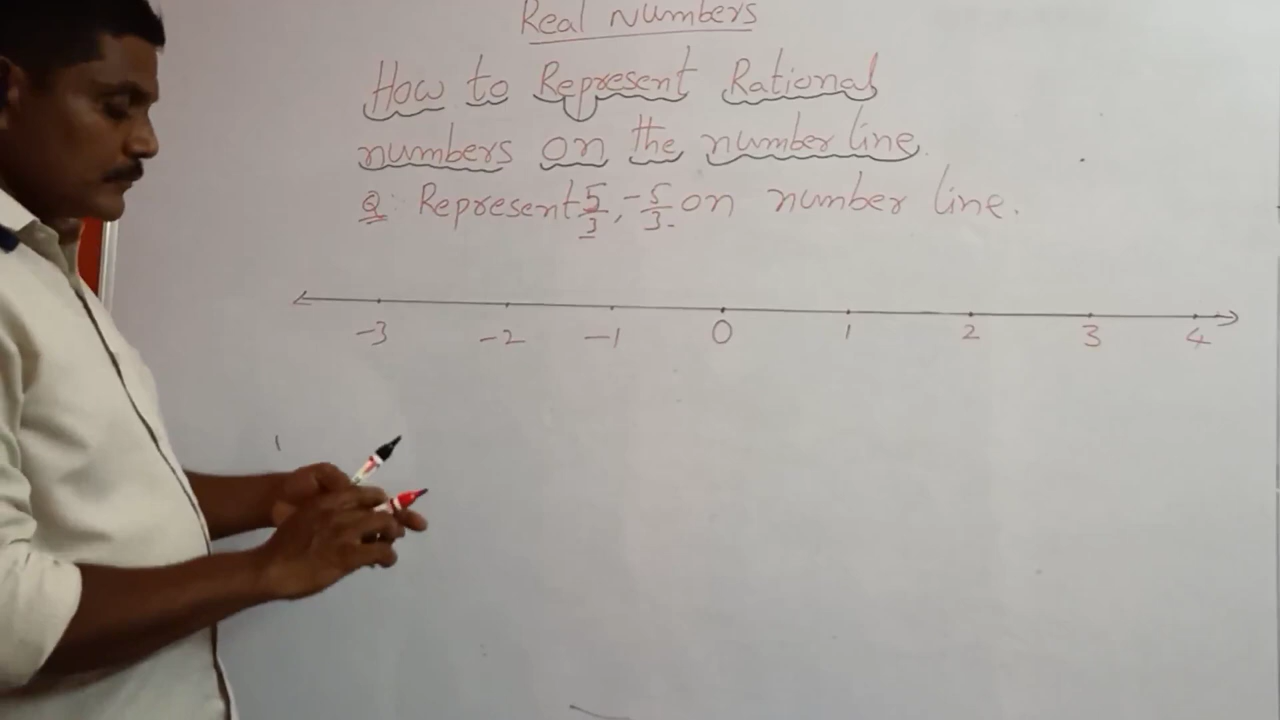 Real Numbers
How to Represent Rational
numbers on the number line.
Q: Represent 5/3, -5/3 on number line.
-3 -2 -1 0 1 2 3 4